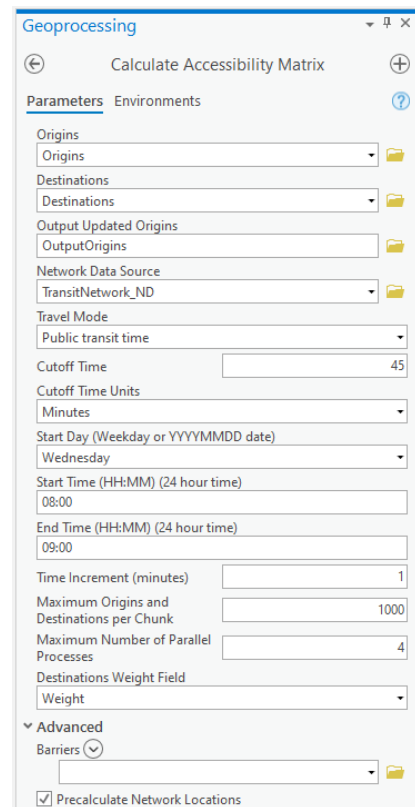 Geoprocessing
Calculate Accessibility Matrix
Parameters Environments
Origins
Origins
Destinations
Destinations
Output Updated Origins
OutputOrigins
Network Data Source
TransitNetwork_ND
Travel Mode
Public transit time
Cutoff Time 45
Cutoff Time Units
Minutes
Start Day (Weekday or YYYYMMDD date)
Wednesday
Start Time (HH:MM) (24 hour time)
08:00
End Time (HH:MM) (24 hour time)
09:00
Time Increment (minutes) 1
Maximum Origins and
Destinations per Chunk 1000
Maximum Number of Parallel
Processes 4
Destinations Weight Field
Weight
Advanced
Barriers
Precalculate Network Locations